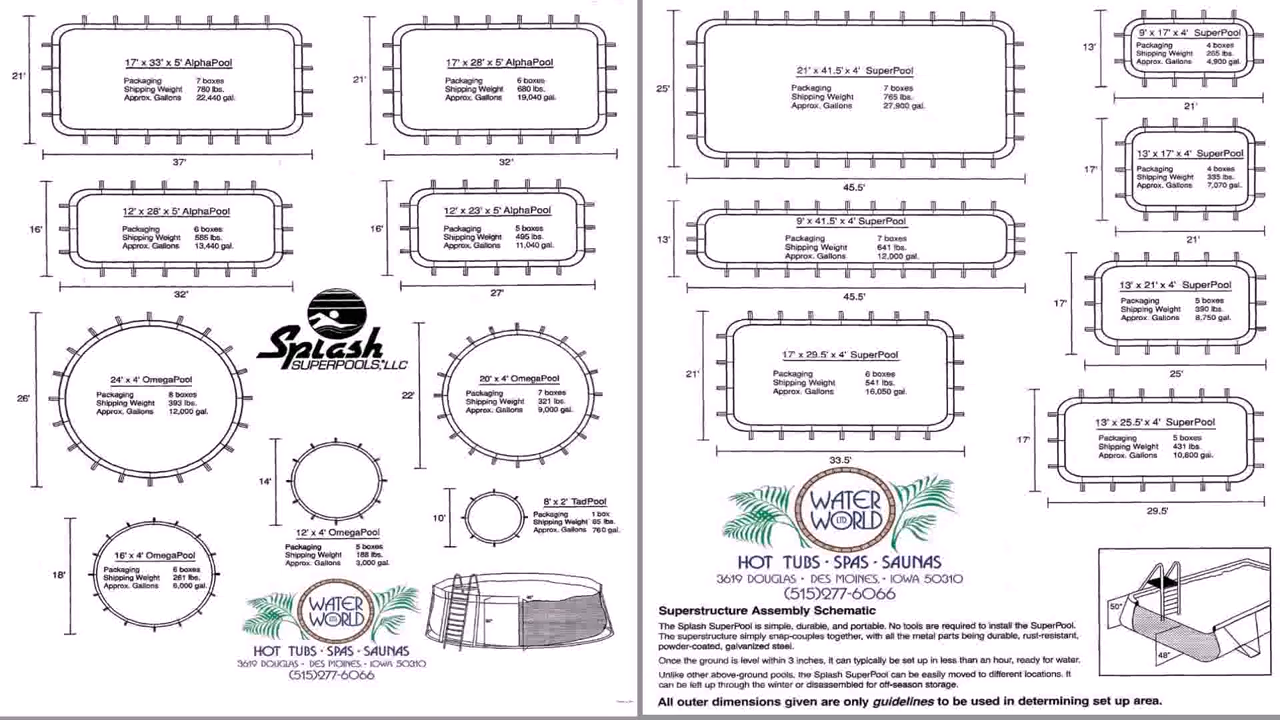 21'
17' x 33' x 5' AlphaPool
Packaging 7 boxes
Shipping Weight 780 lbs.
Approx. Gallons 22,440 gal.
37'
21'
17' x 28' x 5' AlphaPool
Packaging 6 boxes
Shipping Weight 680 lbs.
Approx. Gallons 19,040 gal.
32'
16'
12' x 28' x 5' AlphaPool
Packaging 6 boxes
Shipping Weight 585 lbs.
Approx. Gallons 13,440 gal.
32'
16'
12' x 23' x 5' AlphaPool
Packaging 5 boxes
Shipping Weight 495 lbs.
Approx. Gallons 11,040 gal.
27'
Splash
SUPERPOOLS, LLC
26'
24' x 4' OmegaPool
Packaging 8 boxes
Shipping Weight 393 lbs.
Approx. Gallons 12,000 gal.
22'
20' x 4' OmegaPool
Packaging 7 boxes
Shipping Weight 321 lbs.
Approx. Gallons 9,000 gal.
14'
12' x 4' OmegaPool
Packaging 5 boxes
Shipping Weight 188 lbs.
Approx. Gallons 3,000 gal.
10'
8' x 2' TadPool
Packaging 1 box
Shipping Weight 65 lbs.
Approx. Gallons 760 gal.
18'
16' x 4' OmegaPool
Packaging 6 boxes
Shipping Weight 261 lbs.
Approx. Gallons 6,000 gal.
WATER
WORLD
LTD
HOT TUBS · SPAS · SAUNAS
3619 DOUGLAS · DES MOINES, IOWA 50310
(515)277-6066
25'
21' x 41.5' x 4' SuperPool
Packaging 7 boxes
Shipping Weight 765 lbs.
Approx. Gallons 27,900 gal.
45.5'
13'
9' x 41.5' x 4' SuperPool
Packaging 7 boxes
Shipping Weight 641 lbs.
Approx. Gallons 12,000 gal.
45.5'
21'
17' x 29.5' x 4' SuperPool
Packaging 6 boxes
Shipping Weight 541 lbs.
Approx. Gallons 16,050 gal.
33.5'
13'
9' x 17' x 4' SuperPool
Packaging 4 boxes
Shipping Weight 265 lbs.
Approx. Gallons 4,900 gal.
21'
17'
13' x 17' x 4' SuperPool
Packaging 4 boxes
Shipping Weight 335 lbs.
Approx. Gallons 7,070 gal.
21'
17'
13' x 21' x 4' SuperPool
Packaging 5 boxes
Shipping Weight 390 lbs.
Approx. Gallons 8,750 gal.
25'
17'
13' x 25.5' x 4' SuperPool
Packaging 5 boxes
Shipping Weight 431 lbs.
Approx. Gallons 10,800 gal.
29.5'
WATER
WORLD
LTD
HOT TUBS · SPAS · SAUNAS
3619 DOUGLAS · DES MOINES, IOWA 50310
(515)277-6066
50"
48"
Superstructure Assembly Schematic
The Splash SuperPool is simple, durable, and portable. No tools are required to install the SuperPool.
The superstructure simply snap-couples together, with all the metal parts being durable, rust-resistant,
powder-coated, galvanized steel.
Once the ground is level within 3 inches, it can typically be set up in less than an hour, ready for water.
Unlike other above-ground pools, the Splash SuperPool can be easily moved to different locations. It
can be left up through the winter or disassembled for off-season storage.
All outer dimensions given are only guidelines to be used in determining set up area.